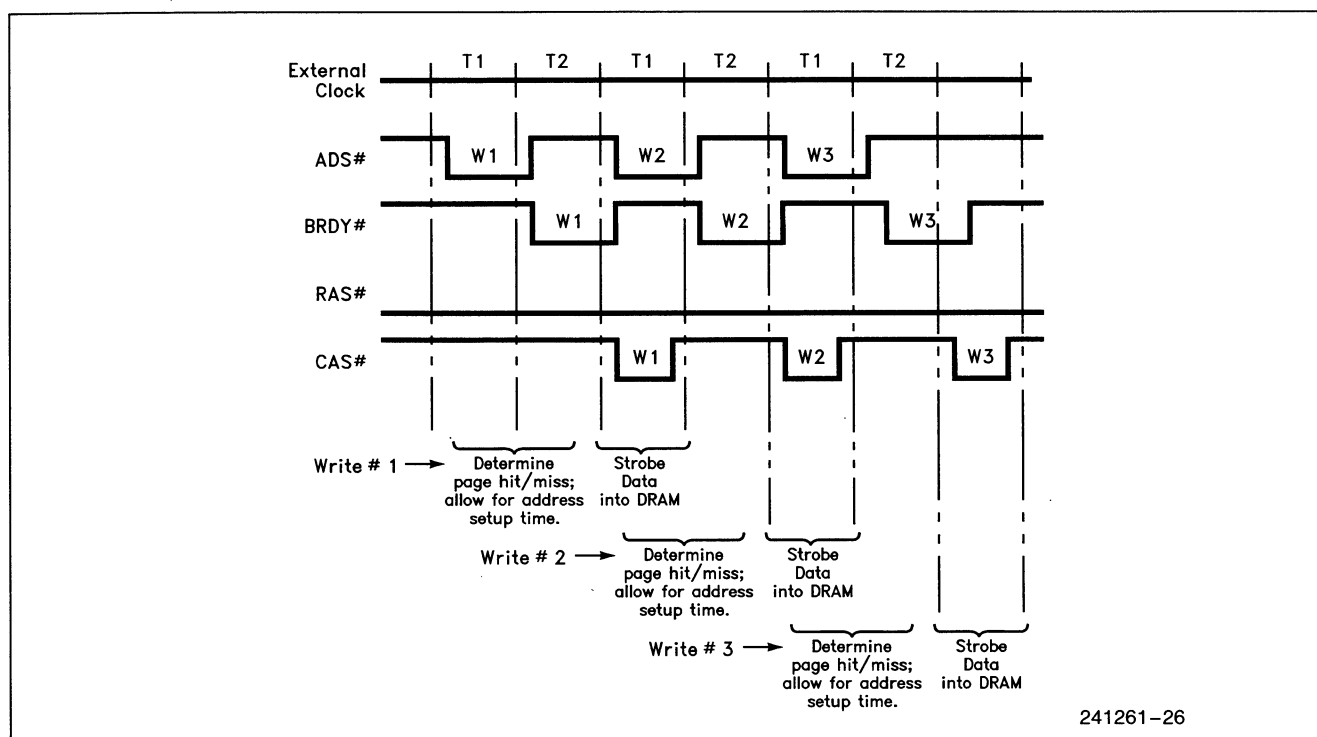 External Clock
T1 T2 T1 T2 T1 T2
ADS#
W1 W2 W3
BRDY#
W1 W2 W3
RAS#
CAS#
W1 W2 W3
Write # 1
Determine
page hit/miss;
allow for address
setup time.
Strobe
Data
into DRAM
Write # 2
Determine
page hit/miss;
allow for address
setup time.
Strobe
Data
into DRAM
Write # 3
Determine
page hit/miss;
allow for address
setup time.
Strobe
Data
into DRAM
241261–26